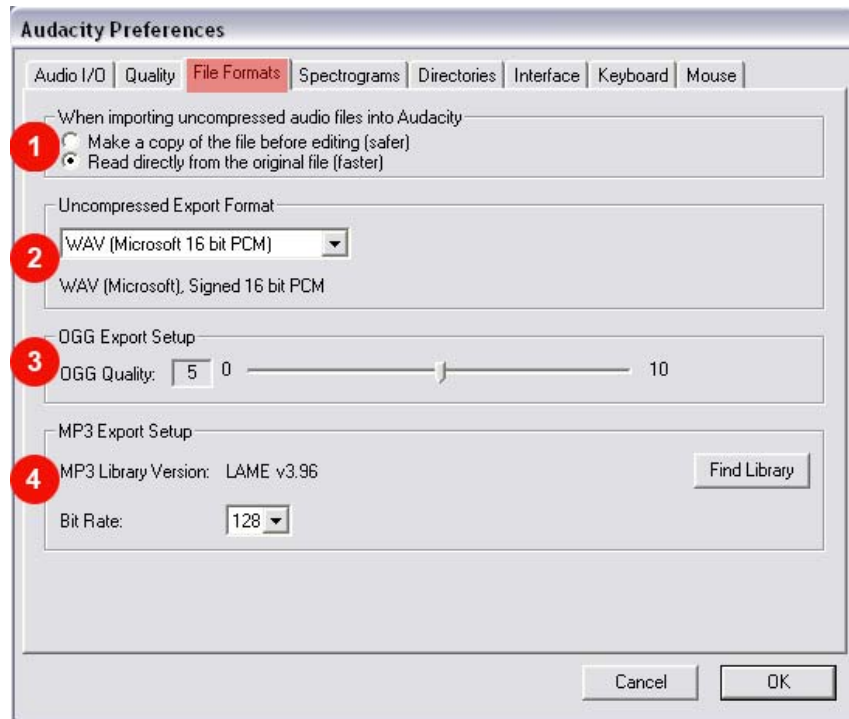 Audacity Preferences
Audio I/O Quality File Formats Spectrograms Directories Interface Keyboard Mouse
When importing uncompressed audio files into Audacity
1
Make a copy of the file before editing (safer)
Read directly from the original file (faster)
Uncompressed Export Format
2
WAV (Microsoft 16 bit PCM)
WAV (Microsoft), Signed 16 bit PCM
OGG Export Setup
3
OGG Quality: 5 0 10
MP3 Export Setup
4
MP3 Library Version: LAME v3.96 Find Library
Bit Rate: 128
Cancel OK